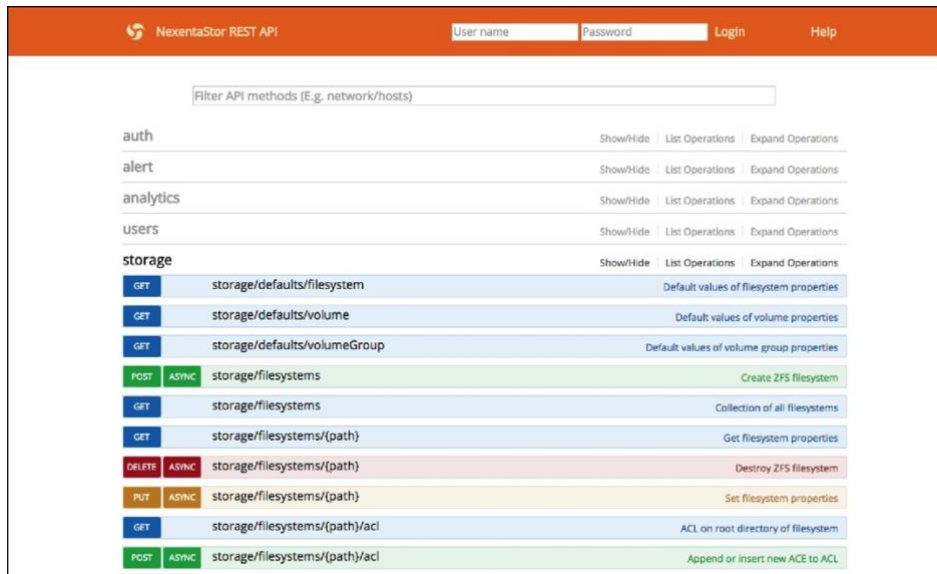 NexentaStor REST API User name Password Login Help
Filter API methods (E.g. network/hosts)
auth Show/Hide List Operations Expand Operations
alert Show/Hide List Operations Expand Operations
analytics Show/Hide List Operations Expand Operations
users Show/Hide List Operations Expand Operations
storage Show/Hide List Operations Expand Operations
GET storage/defaults/filesystem Default values of filesystem properties
GET storage/defaults/volume Default values of volume properties
GET storage/defaults/volumeGroup Default values of volume group properties
POST ASYNC storage/filesystems Create ZFS filesystem
GET storage/filesystems Collection of all filesystems
GET storage/filesystems/{path} Get filesystem properties
DELETE ASYNC storage/filesystems/{path} Destroy ZFS filesystem
PUT ASYNC storage/filesystems/{path} Set filesystem properties
GET storage/filesystems/{path}/acl ACL on root directory of filesystem
POST ASYNC storage/filesystems/{path}/acl Append or insert new ACE to ACL